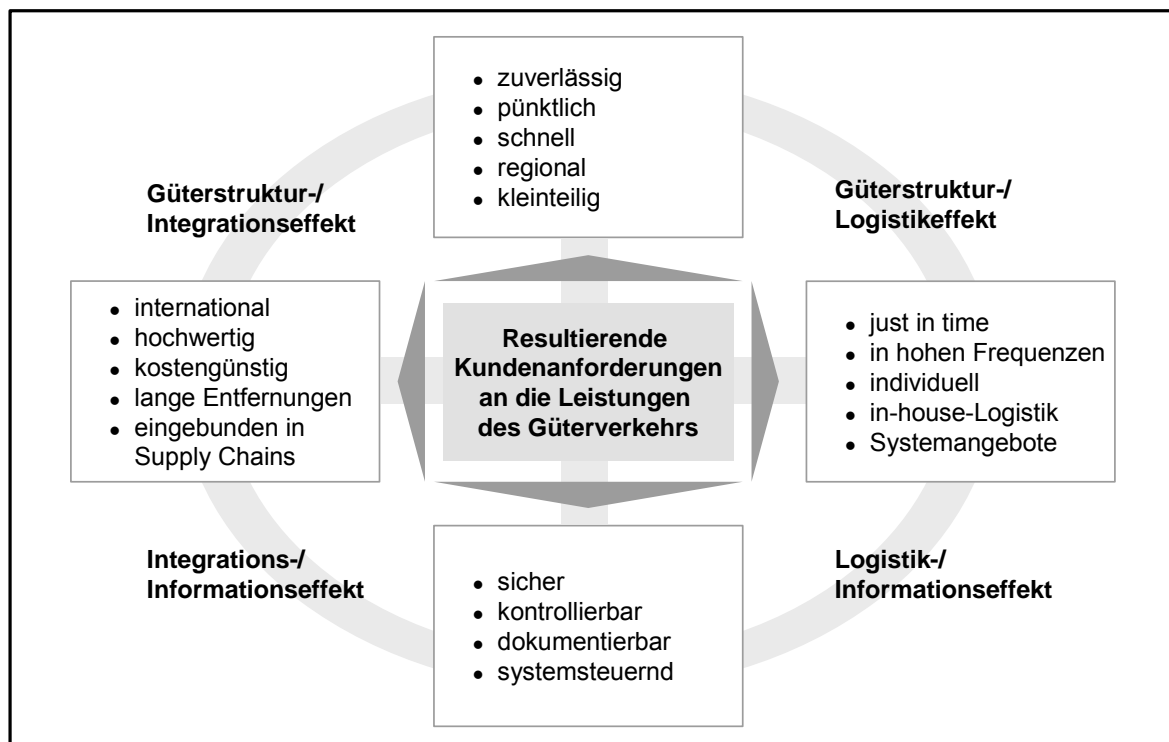 • zuverlässig
• pünktlich
• schnell
• regional
• kleinteilig
Güterstruktur-/
Integrationseffekt
Güterstruktur-/
Logistikeffekt
• international
• hochwertig
• kostengünstig
• lange Entfernungen
• eingebunden in
Supply Chains
Resultierende
Kundenanforderungen
an die Leistungen
des Güterverkehrs
• just in time
• in hohen Frequenzen
• individuell
• in-house-Logistik
• Systemangebote
Integrations-/
Informationseffekt
Logistik-/
Informationseffekt
• sicher
• kontrollierbar
• dokumentierbar
• systemsteuernd